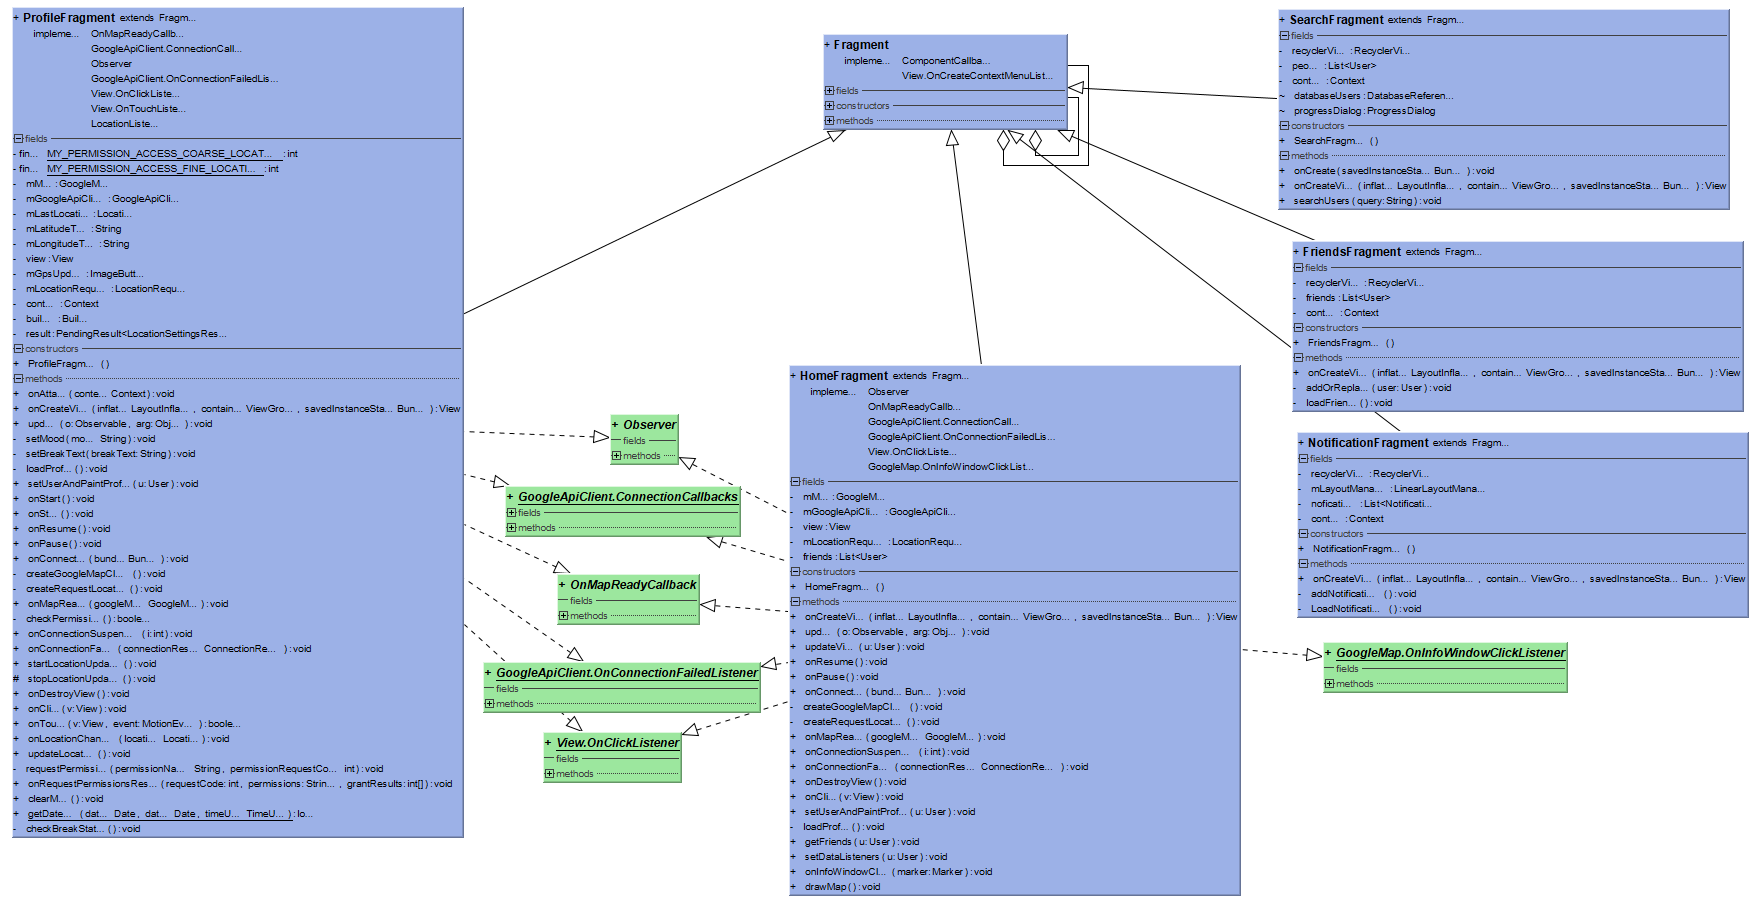 + ProfileFragment extends Fragm...
impleme... OnMapReadyCallb...
GoogleApiClient.ConnectionCall...
Observer
GoogleApiClient.OnConnectionFailedLis...
View.OnClickListe...
View.OnTouchListe...
LocationListe...
fields
- fin... MY_PERMISSION_ACCESS_COARSE_LOCAT... : int
- fin... MY_PERMISSION_ACCESS_FINE_LOCATI... : int
- mM... : GoogleM...
- mGoogleApiCli... : GoogleApiCli...
- mLastLocati... : Locati...
- mLatitudeT... : String
- mLongitudeT... : String
- view : View
- mGpsUpd... : ImageButt...
- mLocationRequ... : LocationRequ...
- cont... : Context
- buil... : Buil...
- result : PendingResult<LocationSettingsRes...
constructors
+ ProfileFragm... ( )
methods
+ onAtta... ( conte... Context ) : void
+ onCreateVi... ( inflat... LayoutInfla... , contain... ViewGro... , savedInstanceSta... Bun... ) : View
+ upd... ( o: Observable , arg: Obj... ) : void
- setMood ( mo... String ) : void
- setBreakText ( breakText: String ) : void
- loadProf... ( ) : void
+ setUserAndPaintProf... ( u: User ) : void
+ onStart ( ) : void
+ onSt... ( ) : void
+ onResume ( ) : void
+ onPause ( ) : void
+ onConnect... ( bund... Bun... ) : void
- createGoogleMapCl... ( ) : void
- createRequestLocat... ( ) : void
+ onMapRea... ( googleM... GoogleM... ) : void
- checkPermissi... ( ) : boole...
+ onConnectionSuspen... ( i: int ) : void
+ onConnectionFa... ( connectionRes... ConnectionRe... ) : void
+ startLocationUpda... ( ) : void
# stopLocationUpda... ( ) : void
+ onDestroyView ( ) : void
+ onCli... ( v: View ) : void
+ onTou... ( v: View , event: MotionEv... ) : boole...
+ onLocationChan... ( locati... Locati... ) : void
+ updateLocat... ( ) : void
- requestPermissi... ( permissionNa... String , permissionRequestCo... int ) : void
+ onRequestPermissionsRes... ( requestCode: int , permissions: Strin... , grantResults: int[] ) : void
+ clearM... ( ) : void
+ getDate... ( dat... Date , dat... Date , timeU... TimeU... ) : lo...
- checkBreakStat... ( ) : void
+ Observer
fields
methods
+ GoogleApiClient.ConnectionCallbacks
fields
methods
+ OnMapReadyCallback
fields
methods
+ GoogleApiClient.OnConnectionFailedListener
fields
methods
+ View.OnClickListener
fields
methods
+ Fragment
impleme... ComponentCallba...
View.OnCreateContextMenuList...
fields
constructors
methods
+ HomeFragment extends Fragm...
impleme... Observer
OnMapReadyCallb...
GoogleApiClient.ConnectionCall...
GoogleApiClient.OnConnectionFailedLis...
View.OnClickListe...
GoogleMap.OnInfoWindowClickList...
fields
- mM... : GoogleM...
- mGoogleApiCli... : GoogleApiCli...
- view : View
- mLocationRequ... : LocationRequ...
- friends : List<User>
constructors
+ HomeFragm... ( )
methods
+ onCreateVi... ( inflat... LayoutInfla... , contain... ViewGro... , savedInstanceSta... Bun... ) : View
+ upd... ( o: Observable , arg: Obj... ) : void
+ updateVi... ( u: User ) : void
+ onResume ( ) : void
+ onPause ( ) : void
+ onConnect... ( bund... Bun... ) : void
- createGoogleMapCl... ( ) : void
- createRequestLocat... ( ) : void
+ onMapRea... ( googleM... GoogleM... ) : void
+ onConnectionSuspen... ( i: int ) : void
+ onConnectionFa... ( connectionRes... ConnectionRe... ) : void
+ onDestroyView ( ) : void
+ onCli... ( v: View ) : void
+ setUserAndPaintProf... ( u: User ) : void
- loadProf... ( ) : void
+ getFriends ( u: User ) : void
+ setDataListeners ( u: User ) : void
+ onInfoWindowCl... ( marker: Marker ) : void
+ drawMap ( ) : void
+ SearchFragment extends Fragm...
fields
- recyclerVi... : RecyclerVi...
- peo... : List<User>
- cont... : Context
~ databaseUsers : DatabaseReferen...
~ progressDialog : ProgressDialog
constructors
+ SearchFragm... ( )
methods
+ onCreate ( savedInstanceSta... Bun... ) : void
+ onCreateVi... ( inflat... LayoutInfla... , contain... ViewGro... , savedInstanceSta... Bun... ) : View
+ searchUsers ( query: String ) : void
+ FriendsFragment extends Fragm...
fields
- recyclerVi... : RecyclerVi...
- friends : List<User>
- cont... : Context
constructors
+ FriendsFragm... ( )
methods
+ onCreateVi... ( inflat... LayoutInfla... , contain... ViewGro... , savedInstanceSta... Bun... ) : View
- addOrRepla... ( user: User ) : void
- loadFrien... ( ) : void
+ NotificationFragment extends Fragm...
fields
- recyclerVi... : RecyclerVi...
- mLayoutMana... : LinearLayoutMana...
- noficati... : List<Notificati...
- cont... : Context
constructors
+ NotificationFragm... ( )
methods
+ onCreateVi... ( inflat... LayoutInfla... , contain... ViewGro... , savedInstanceSta... Bun... ) : View
- addNotificati... ( ) : void
- LoadNotificati... ( ) : void
+ GoogleMap.OnInfoWindowClickListener
fields
methods